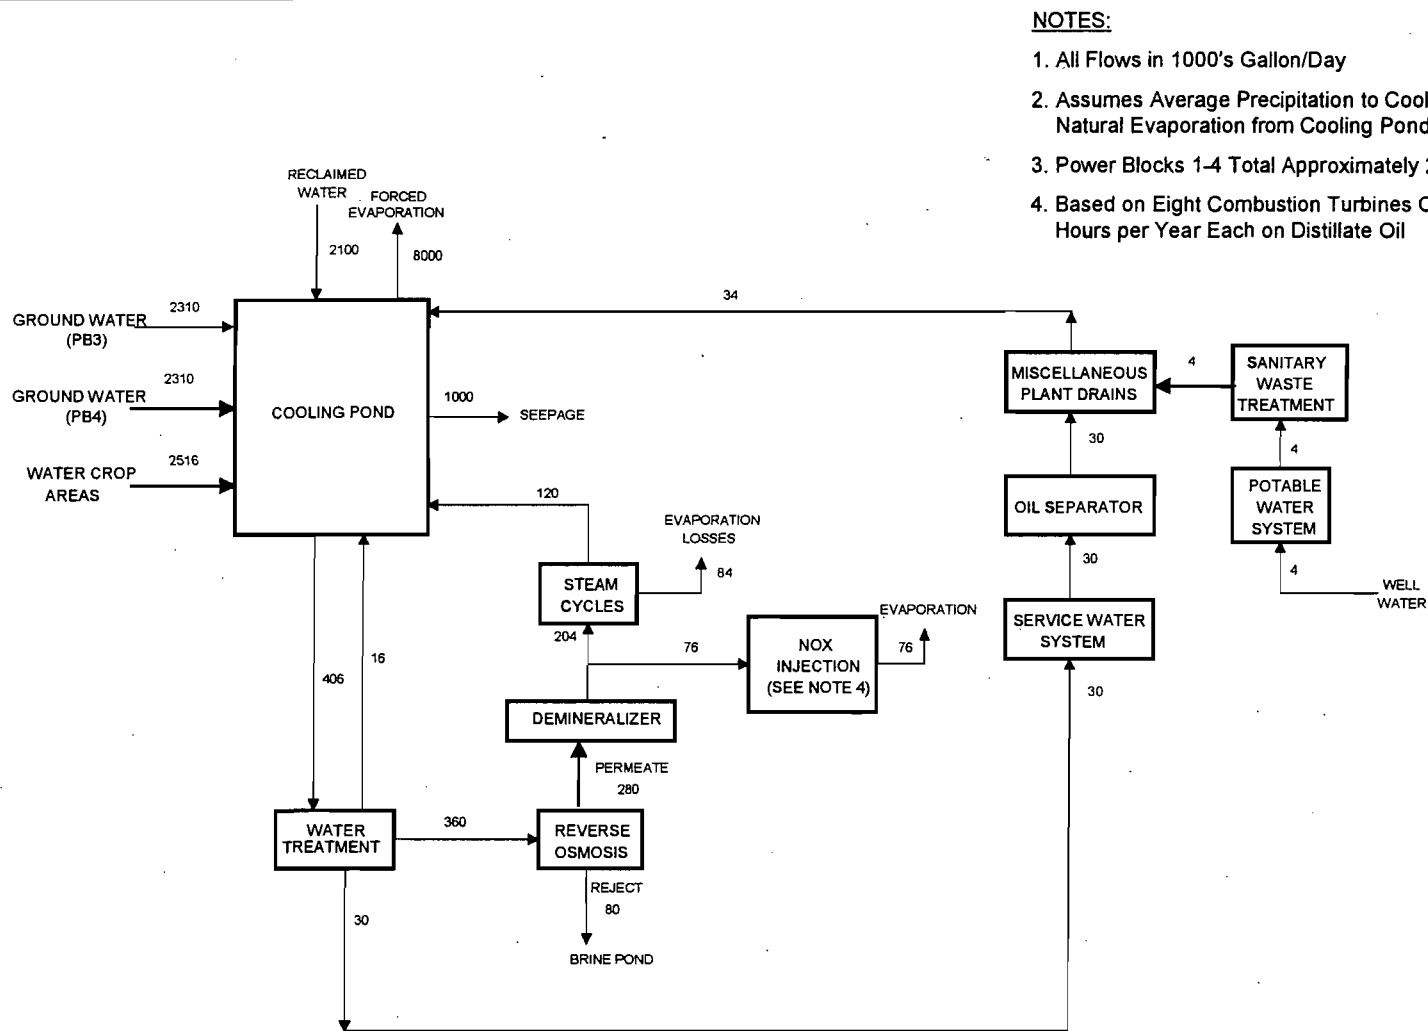 NOTES:
1. All Flows in 1000's Gallon/Day
2. Assumes Average Precipitation to
Natural Evaporation from Cooling Pond
3. Power Blocks 1-4 Total Approximately
4. Based on Eight Combustion Turbines
Hours per Year Each on Distillate Oil
RECLAIMED
WATER
FORCED
EVAPORATION
2100
8000
2310
GROUND WATER
(PB3)
2310
GROUND WATER
(PB4)
2516
WATER CROP
AREAS
COOLING POND
1000
SEEPAGE
34
MISCELLANEOUS
PLANT DRAINS
4
SANITARY
WASTE
TREATMENT
30
4
OIL SEPARATOR
POTABLE
WATER
SYSTEM
30
4
WELL
WATER
SERVICE WATER
SYSTEM
30
120
EVAPORATION
LOSSES
84
STEAM
CYCLES
204
76
NOX
INJECTION
(SEE NOTE 4)
EVAPORATION
76
16
406
DEMINERALIZER
PERMEATE
280
WATER
TREATMENT
360
REVERSE
OSMOSIS
REJECT
80
BRINE POND
30